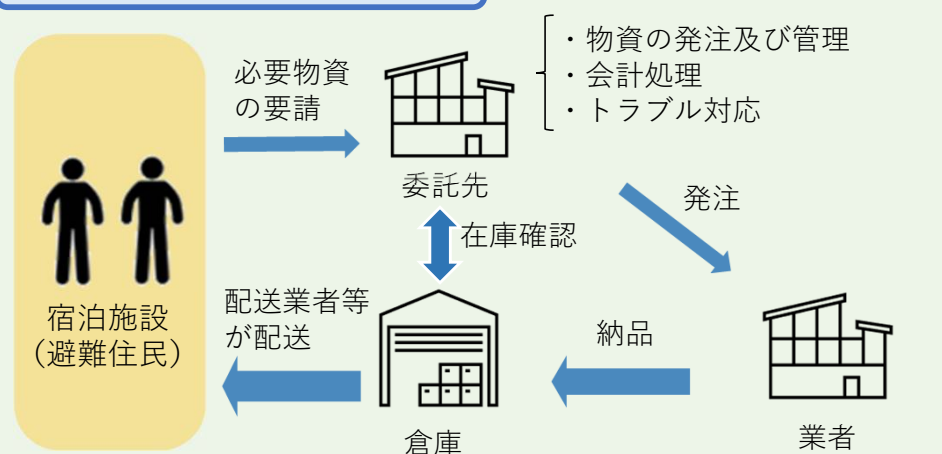 必要物資
の要請
・物資の発注及び管理
・会計処理
・トラブル対応
委託先
発注
在庫確認
宿泊施設
（避難住民）
配送業者等
が配送
納品
倉庫
業者